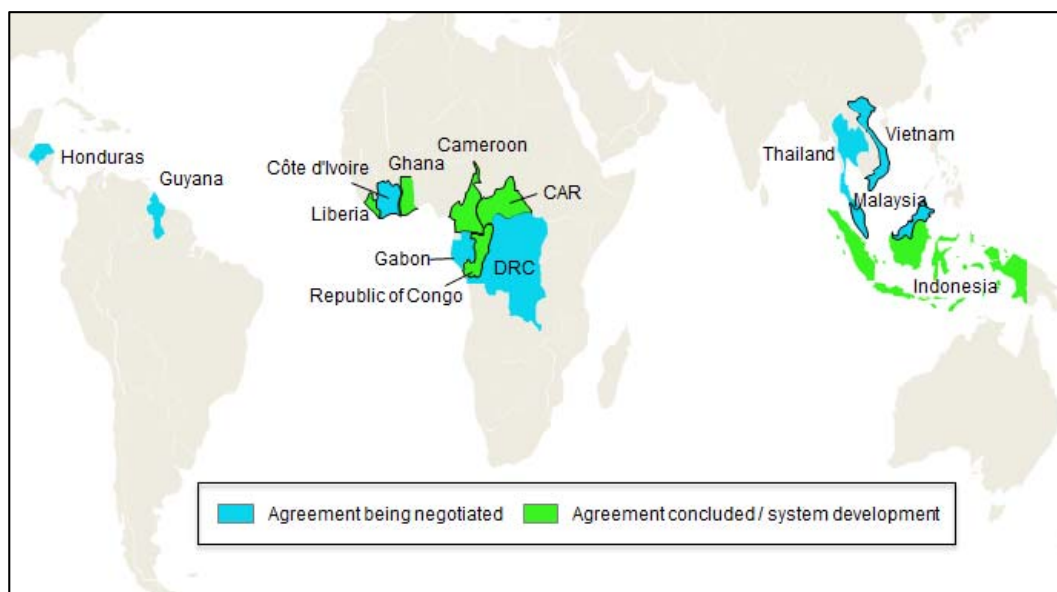 Honduras
Guyana
Côte d'Ivoire
Ghana
Cameroon
Liberia
CAR
Gabon
DRC
Republic of Congo
Vietnam
Thailand
Malaysia
Indonesia
Agreement being negotiated
Agreement concluded / system development